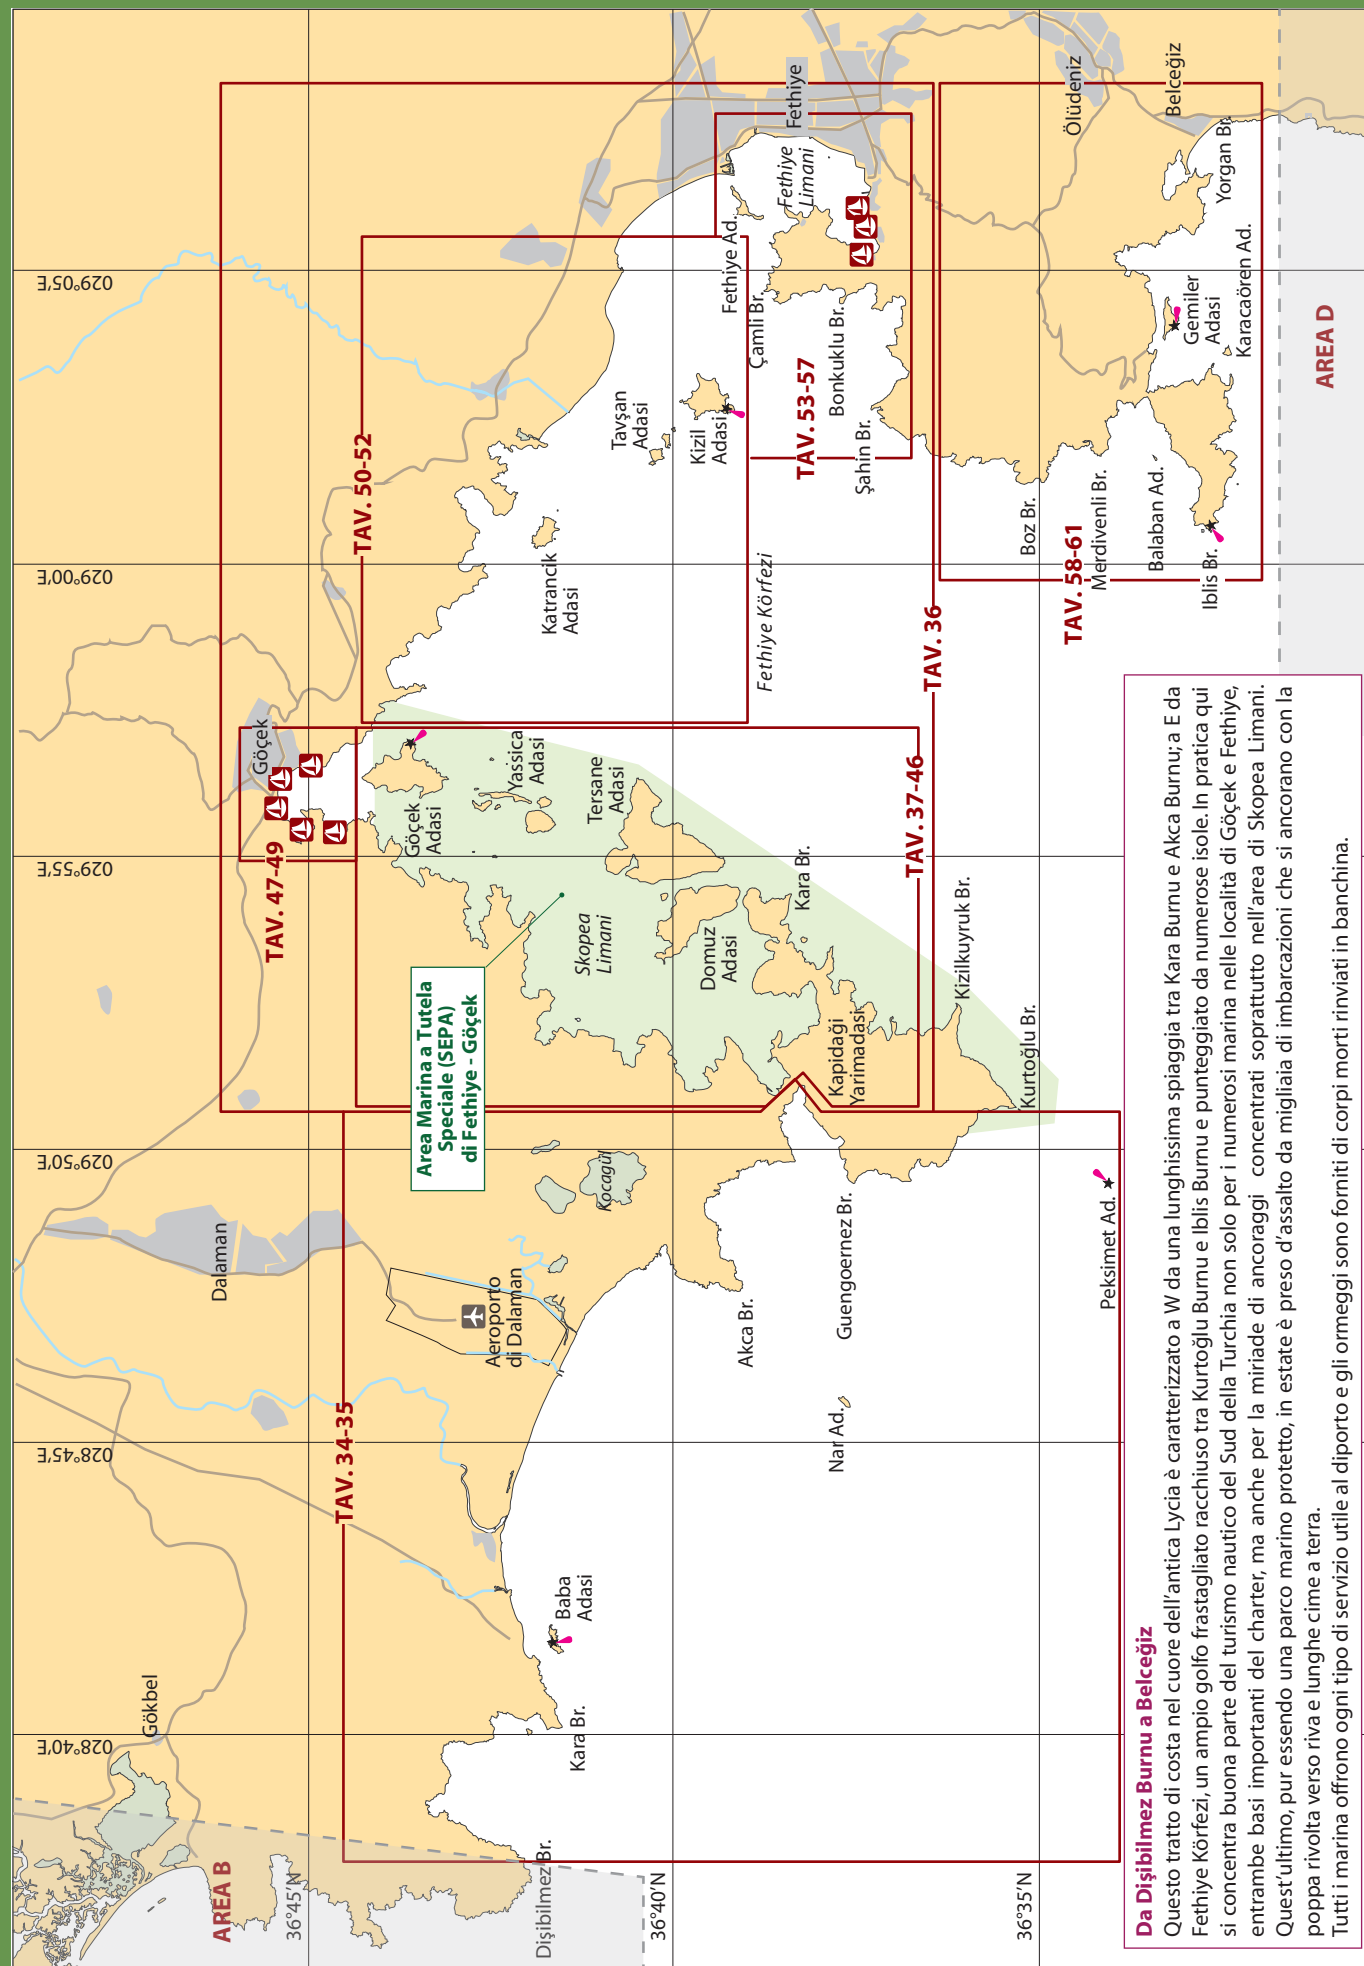 029°05'E
029°00'E
029°55'E
029°50'E
028°45'E
028°40'E
36°45'N
36°40'N
36°35'N
AREA B
AREA D
TAV. 34-35
TAV. 36
TAV. 37-46
TAV. 47-49
TAV. 50-52
TAV. 53-57
TAV. 58-61
Gökbel
Dalaman
Göçek
Fethiye
Ölüdeniz
Belceğiz
Aeroporto
di Dalaman
Kocagül
Area Marina a Tutela
Speciale (SEPA)
di Fethiye - Göçek
Dişibilmez Br.
Kara Br.
Baba
Adasi
Akca Br.
Nar Ad.
Guengoernez Br.
Peksimet Ad.
Kurtoğlu Br.
Kizilkuyruk Br.
Kapidaği
Yarimadasi
Domuz
Adasi
Kara Br.
Skopea
Limani
Tersane
Adasi
Yassica
Adasi
Göçek
Adasi
Katrancik
Adasi
Fethiye Körfezi
Tavşan
Adasi
Kizil
Adasi
Fethiye Ad.
Çamli Br.
Fethiye
Limani
Bonkuklu Br.
Şahin Br.
Boz Br.
Merdivenli Br.
Balaban Ad.
Iblis Br.
Gemiler
Adasi
Karacaören Ad.
Yorgan Br.
Da Dişibilmez Burnu a Belceğiz
Questo tratto di costa nel cuore dell'antica Lycia è caratterizzato a W da una lunghissima spiaggia tra Kara Burnu e Akca Burnu; a E da
Fethiye Körfezi, un ampio golfo frastagliato racchiuso tra Kurtoğlu Burnu e Iblis Burnu e punteggiato da numerose isole. In pratica qui
si concentra buona parte del turismo nautico del Sud della Turchia non solo per i numerosi marina nelle località di Göçek e Fethiye,
entrambe basi importanti del charter, ma anche per la miriade di ancoraggi concentrati soprattutto nell'area di Skopea Limani.
Quest'ultimo, pur essendo una parco marino protetto, in estate è preso d'assalto da migliaia di imbarcazioni che si ancorano con la
poppa rivolta verso riva e lunghe cime a terra.
Tutti i marina offrono ogni tipo di servizio utile al diporto e gli ormeggi sono forniti di corpi morti rinviati in banchina.